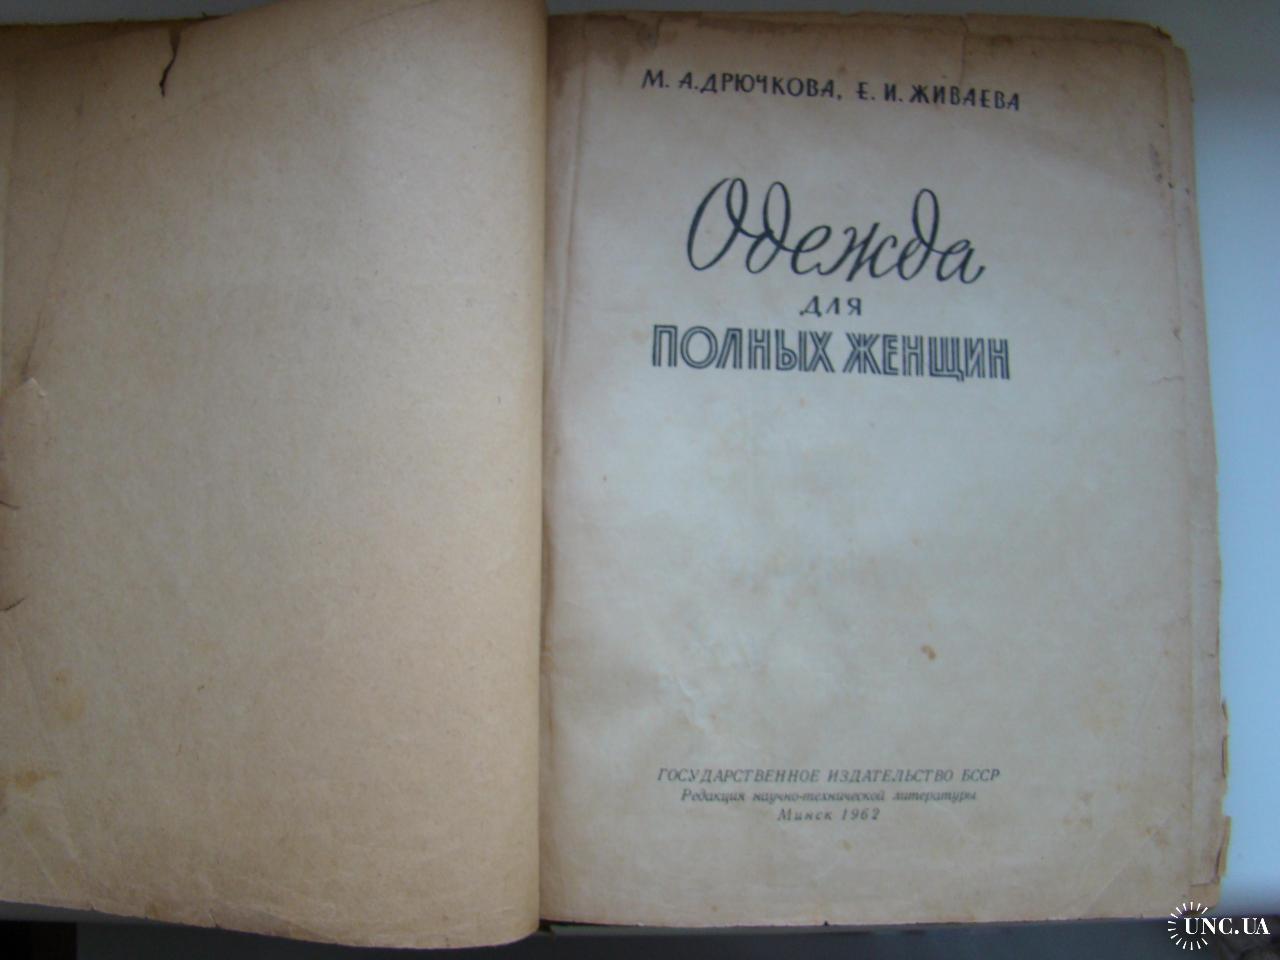 М. А. ДРЮЧКОВА, Е. И. ЖИВАЕВА
Одежда
ДЛЯ
ПОЛНЫХ ЖЕНЩИН
ГОСУДАРСТВЕННОЕ ИЗДАТЕЛЬСТВО БССР
Редакция научно-технической литературы
Минск 1962
UNC.UA